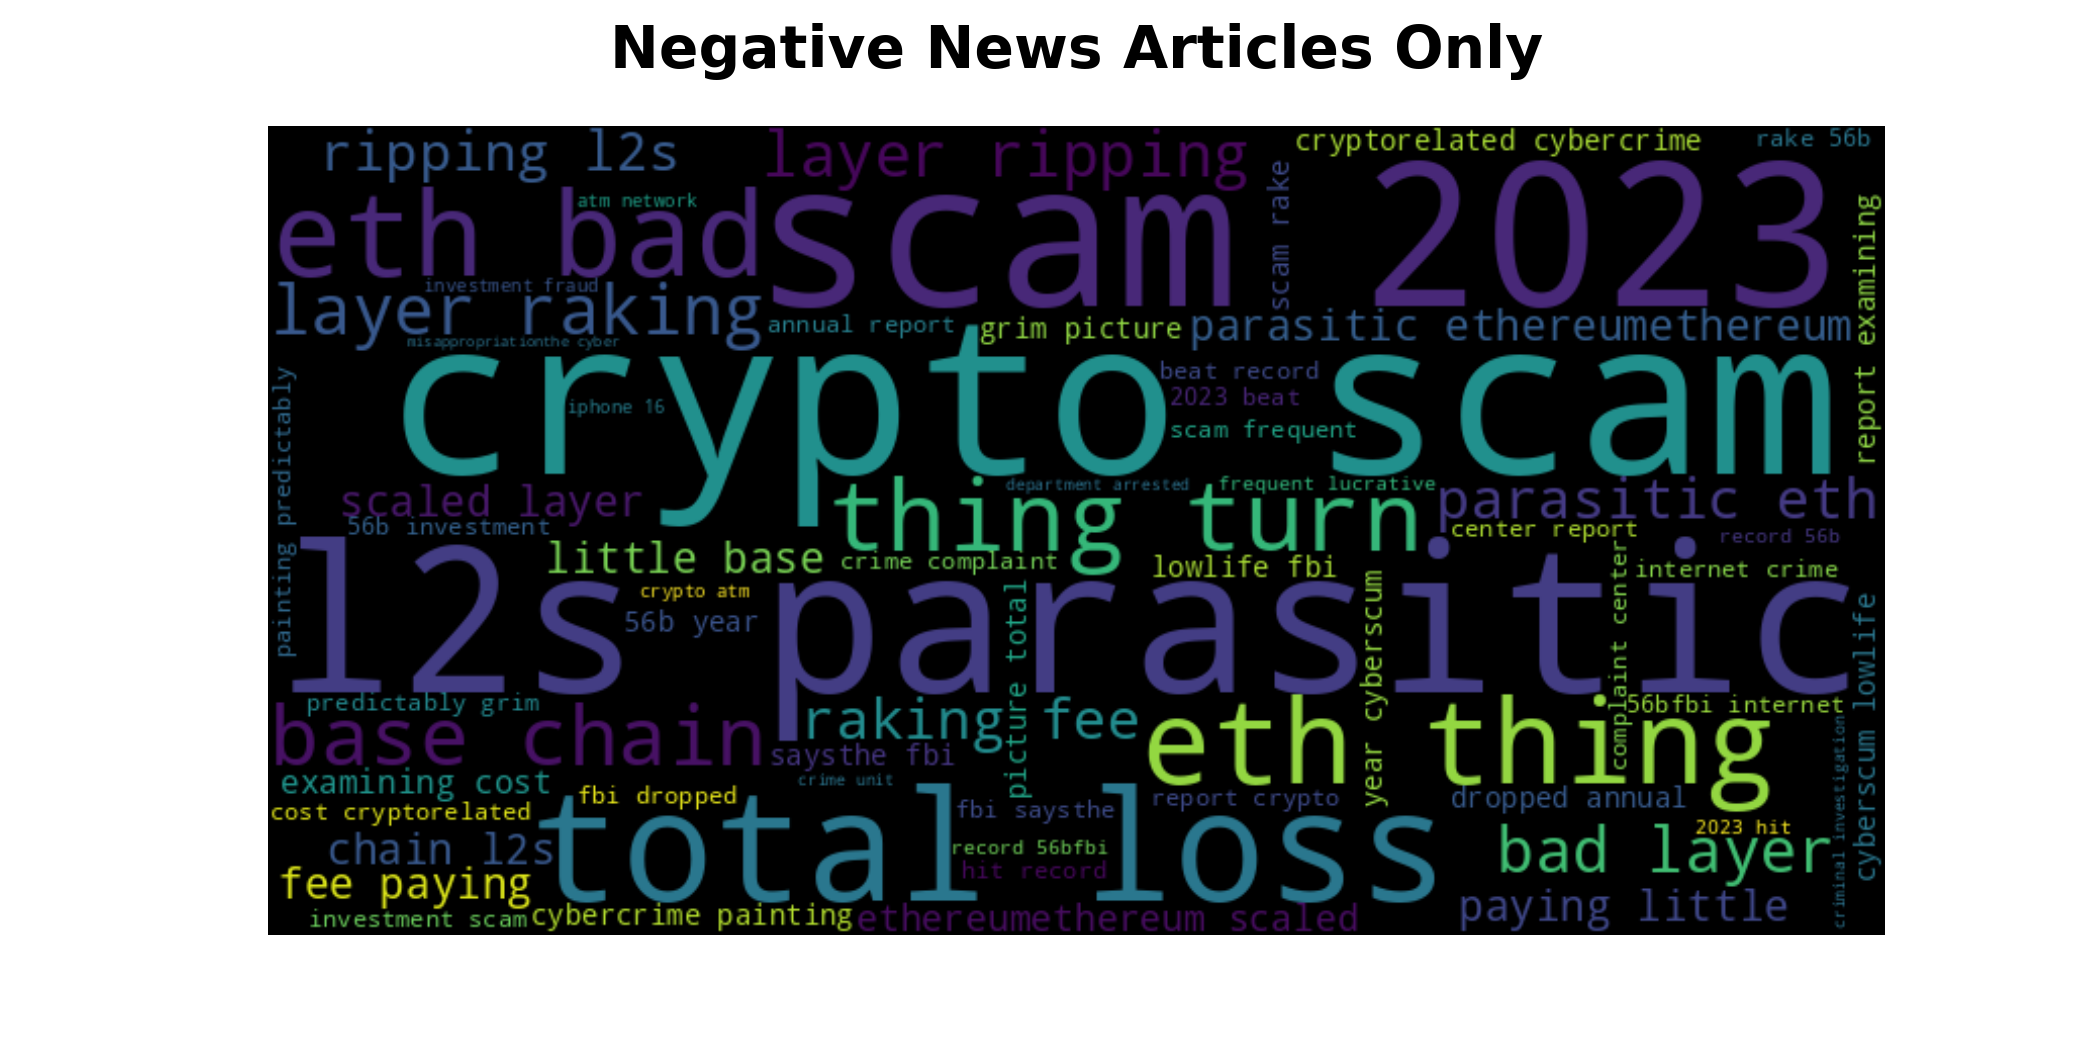 Negative News Articles Only
ripping l2s
layer ripping
cryptorelated cybercrime
rake 56b
eth bad
atm network
scam
scam rake
2023
report examining
investment fraud
layer raking
annual report
grim picture
parasitic ethereumethereum
misappropriationthe cyber
crypto scam
iphone 16
beat record
2023 beat
scam frequent
painting predictably
scaled layer
thing turn
department arrested
frequent lucrative
parasitic eth
56b investment
center report
record 56b
little base
crime complaint
lowlife fbi
internet crime
l2s parasitic
crypto atm
56b year
picture total
year cyberscum
complaint center
cyberscum lowlife
predictably grim
base chain
raking fee
saysthe fbi
eth thing
56bfbi internet
examining cost
crime unit
criminal investigation
cost cryptorelated
fbi dropped
total loss
fbi saysthe
report crypto
dropped annual
2023 hit
chain l2s
record 56bfbi
hit record
bad layer
fee paying
paying little
investment scam
cybercrime painting
ethereumethereum scaled